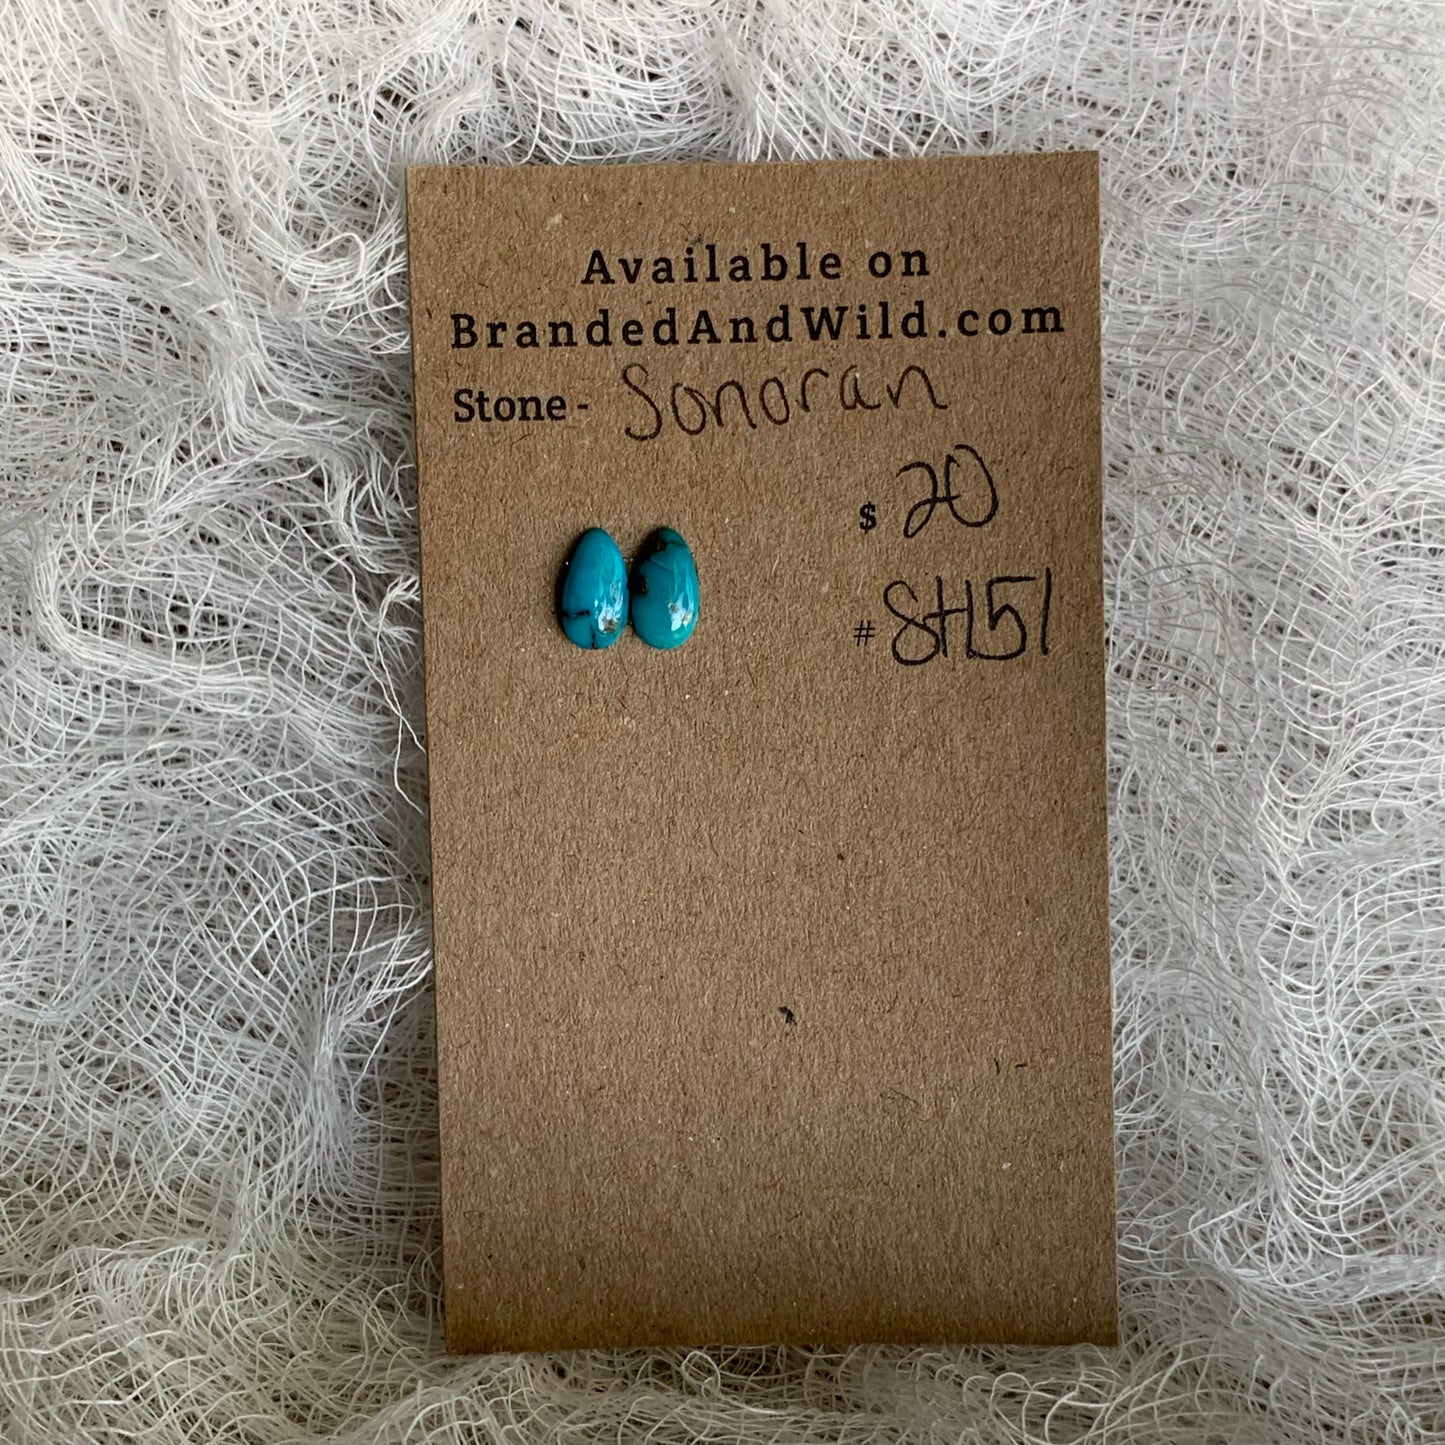 Available on
BrandedAndWild.com
Stone - Sonoran
$ 20
# SH51